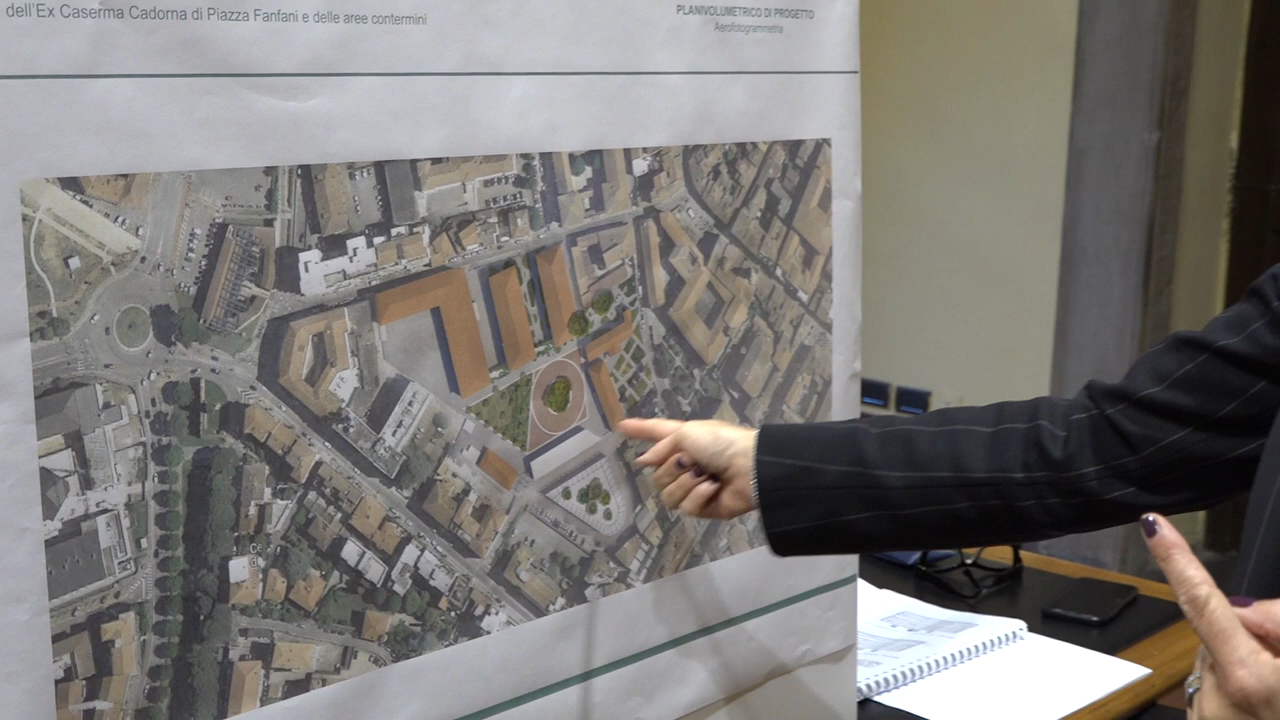 dell'Ex Caserma Cadorna di Piazza Fanfani e delle aree contermini
PLANIVOLUMETRICO DI PROGETTO
Aerofotogrammetria